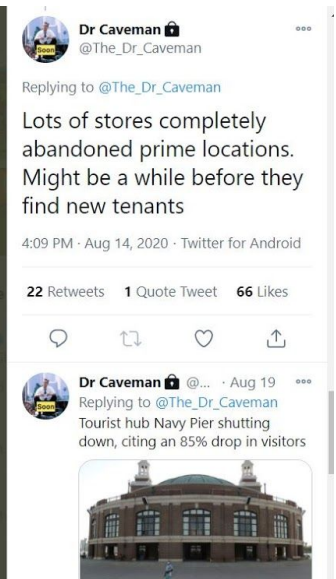 Dr Caveman
@The_Dr_Caveman
Soon
Replying to @The_Dr_Caveman
Lots of stores completely
abandoned prime locations.
Might be a while before they
find new tenants
4:09 PM · Aug 14, 2020 · Twitter for Android
22 Retweets 1 Quote Tweet 66 Likes
Dr Caveman @... · Aug 19
Soon
Replying to @The_Dr_Caveman
Tourist hub Navy Pier shutting
down, citing an 85% drop in visitors